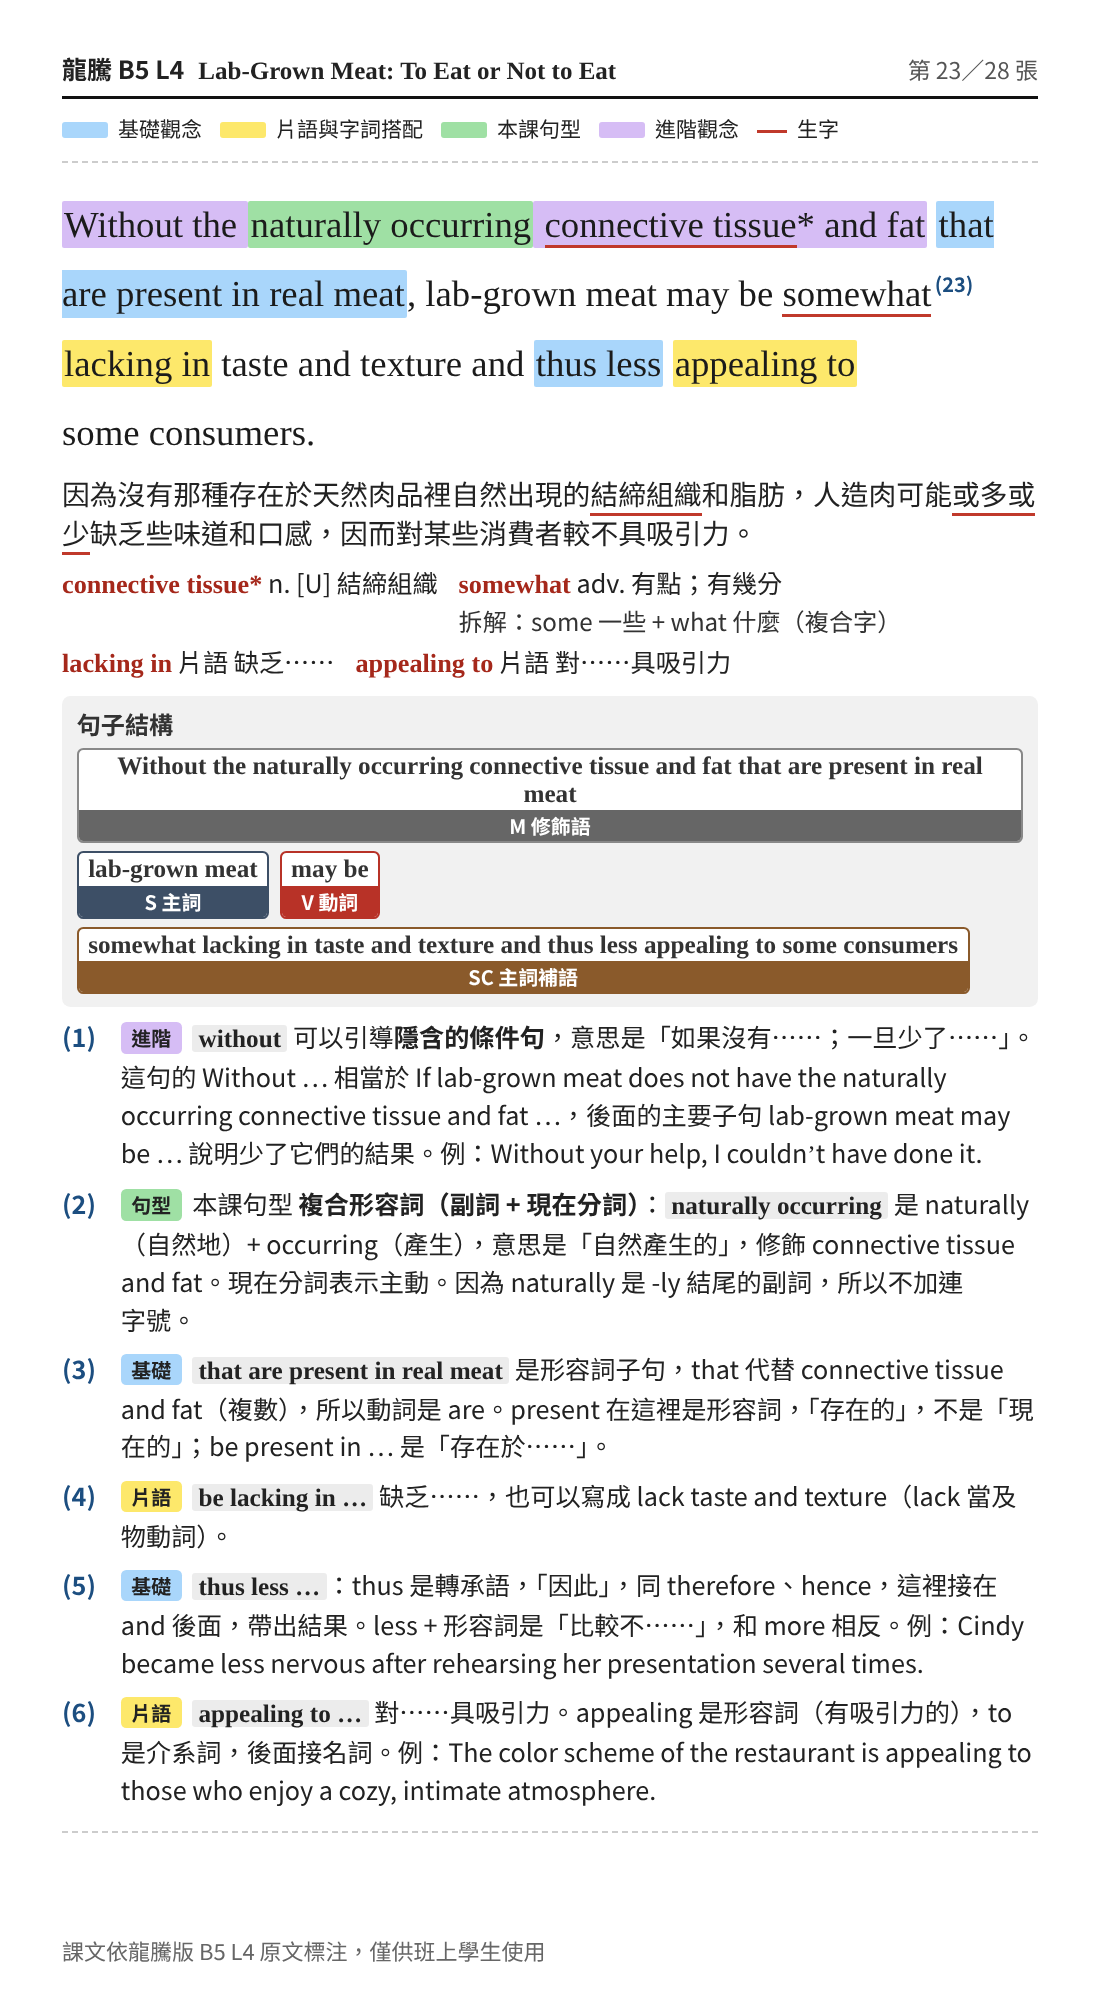 龍騰 B5 L4 Lab-Grown Meat: To Eat or Not to Eat 第 23／28 張
基礎觀念 片語與字詞搭配 本課句型 進階觀念 生字
Without the naturally occurring connective tissue* and fat that
are present in real meat, lab-grown meat may be somewhat (23)
lacking in taste and texture and thus less appealing to
some consumers.
因為沒有那種存在於天然肉品裡自然出現的結締組織和脂肪，人造肉可能或多或
少缺乏些味道和口感，因而對某些消費者較不具吸引力。
connective tissue* n. [U] 結締組織 somewhat adv. 有點；有幾分
拆解：some 一些 + what 什麼（複合字）
lacking in 片語 缺乏⋯⋯ appealing to 片語 對⋯⋯具吸引力
句子結構
Without the naturally occurring connective tissue and fat that are present in real
meat
M 修飾語
lab-grown meat may be
S 主詞 V 動詞
somewhat lacking in taste and texture and thus less appealing to some consumers
SC 主詞補語
(1) 進階 without 可以引導隱含的條件句，意思是「如果沒有⋯⋯；一旦少了⋯⋯」。
這句的 Without … 相當於 If lab-grown meat does not have the naturally
occurring connective tissue and fat …，後面的主要子句 lab-grown meat may
be … 說明少了它們的結果。例：Without your help, I couldn’t have done it.
(2) 句型 本課句型 複合形容詞（副詞 + 現在分詞）：naturally occurring 是 naturally
（自然地）+ occurring（產生），意思是「自然產生的」，修飾 connective tissue
and fat。現在分詞表示主動。因為 naturally 是 -ly 結尾的副詞，所以不加連
字號。
(3) 基礎 that are present in real meat 是形容詞子句，that 代替 connective tissue
and fat（複數），所以動詞是 are。present 在這裡是形容詞，「存在的」，不是「現
在的」；be present in … 是「存在於⋯⋯」。
(4) 片語 be lacking in … 缺乏⋯⋯，也可以寫成 lack taste and texture（lack 當及
物動詞）。
(5) 基礎 thus less …：thus 是轉承語，「因此」，同 therefore、hence，這裡接在
and 後面，帶出結果。less + 形容詞是「比較不⋯⋯」，和 more 相反。例：Cindy
became less nervous after rehearsing her presentation several times.
(6) 片語 appealing to … 對⋯⋯具吸引力。appealing 是形容詞（有吸引力的），to
是介系詞，後面接名詞。例：The color scheme of the restaurant is appealing to
those who enjoy a cozy, intimate atmosphere.
課文依龍騰版 B5 L4 原文標注，僅供班上學生使用